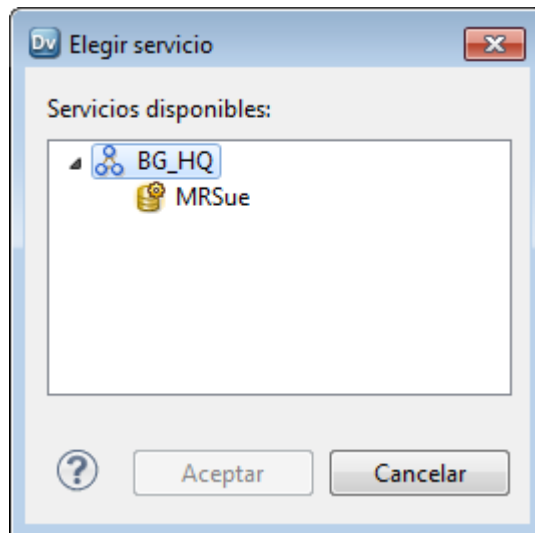 Dv Elegir servicio
Servicios disponibles:
BG_HQ
MRSue
?
Aceptar Cancelar